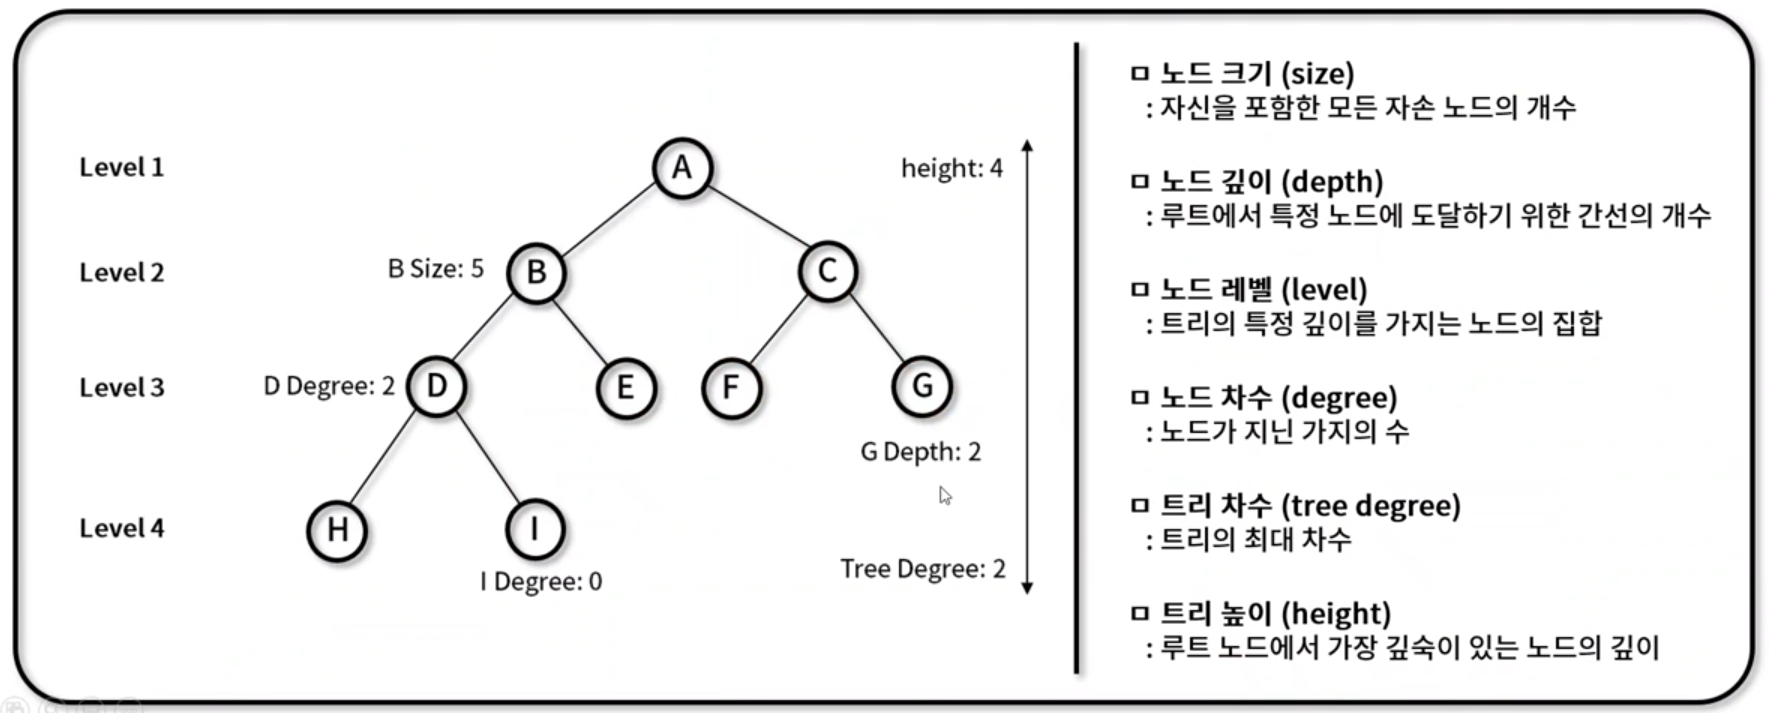 Level 1
A
height: 4
B Size: 5
Level 2
B
C
D Degree: 2
Level 3
D
E
F
G
G Depth: 2
Level 4
H
I
I Degree: 0
Tree Degree: 2
ㅁ 노드 크기 (size)
: 자신을 포함한 모든 자손 노드의 개수
ㅁ 노드 깊이 (depth)
: 루트에서 특정 노드에 도달하기 위한 간선의 개수
ㅁ 노드 레벨 (level)
: 트리의 특정 깊이를 가지는 노드의 집합
ㅁ 노드 차수 (degree)
: 노드가 지닌 가지의 수
ㅁ 트리 차수 (tree degree)
: 트리의 최대 차수
ㅁ 트리 높이 (height)
: 루트 노드에서 가장 깊숙이 있는 노드의 깊이